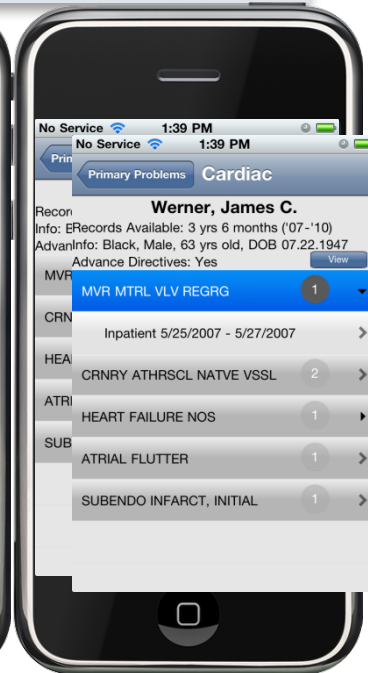 No Service 1:39 PM
No Service 1:39 PM
Prim
Primary Problems Cardiac
Werner, James C.
Record
Records Available: 3 yrs 6 months ('07-'10)
Info: B
Info: Black, Male, 63 yrs old, DOB 07.22.1947
Advan
Advance Directives: Yes View
MVR
MVR MTRL VLV REGRG 1
Inpatient 5/25/2007 - 5/27/2007
CRN
CRNRY ATHRSCL NATVE VSSL 2
HEA
HEART FAILURE NOS 1
ATRI
ATRIAL FLUTTER 1
SUB
SUBENDO INFARCT, INITIAL 1